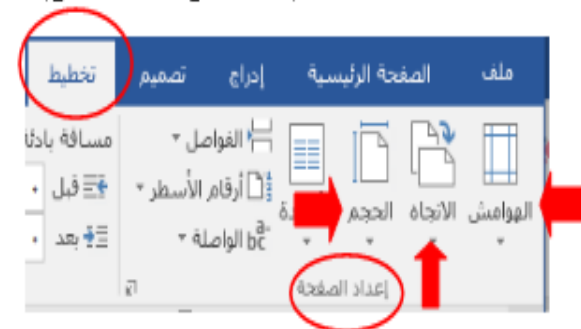 ملف الصفحة الرئيسية إدراج تصميم تخطيط
الهوامش الاتجاه الحجم
الفواصل
أرقام الأسطر
bc الواصلة
مسافة بادئة
قبل
بعد
إعداد الصفحة